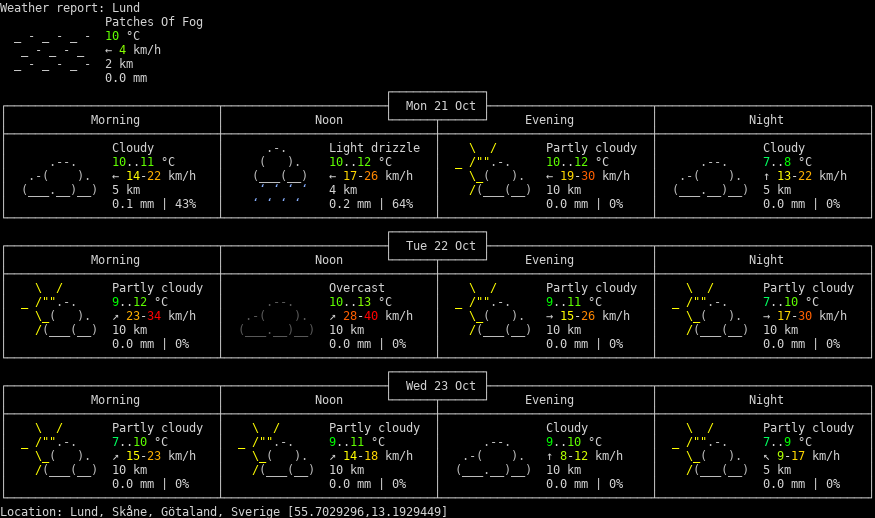 Weather report: Lund
Patches Of Fog
10 °C
← 4 km/h
2 km
0.0 mm
Mon 21 Oct
Morning Noon Evening Night
Cloudy Light drizzle Partly cloudy Cloudy
10..11 °C 10..12 °C 10..12 °C 7..8 °C
← 14-22 km/h ← 17-26 km/h ← 19-30 km/h ↑ 13-22 km/h
5 km 4 km 10 km 5 km
0.1 mm | 43% 0.2 mm | 64% 0.0 mm | 0% 0.0 mm | 0%
Tue 22 Oct
Morning Noon Evening Night
Partly cloudy Overcast Partly cloudy Partly cloudy
9..12 °C 10..13 °C 9..11 °C 7..10 °C
↗ 23-34 km/h ↗ 28-40 km/h → 15-26 km/h → 17-30 km/h
10 km 10 km 10 km 10 km
0.0 mm | 0% 0.0 mm | 0% 0.0 mm | 0% 0.0 mm | 0%
Wed 23 Oct
Morning Noon Evening Night
Partly cloudy Partly cloudy Cloudy Partly cloudy
7..10 °C 9..11 °C 9..10 °C 7..9 °C
↗ 15-23 km/h ↗ 14-18 km/h ↑ 8-12 km/h ↖ 9-17 km/h
10 km 10 km 10 km 5 km
0.0 mm | 0% 0.0 mm | 0% 0.0 mm | 0% 0.0 mm | 0%
Location: Lund, Skåne, Götaland, Sverige [55.7029296,13.1929449]